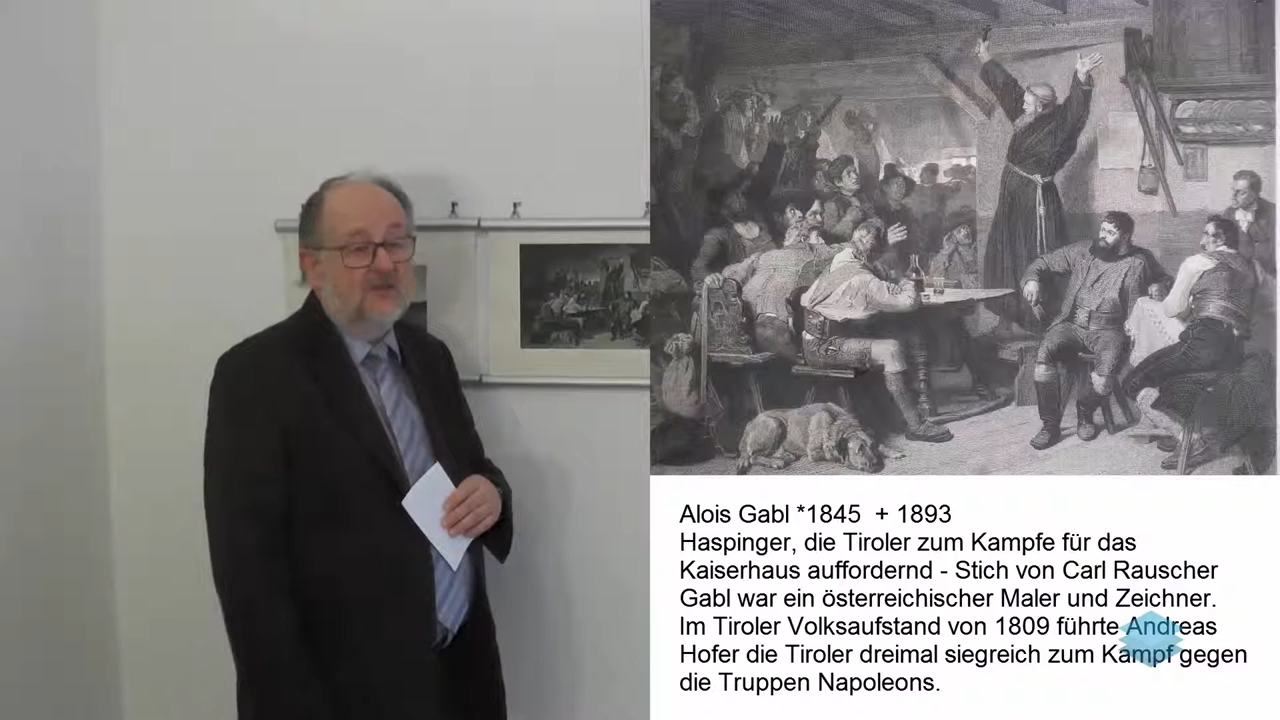 Alois Gabl *1845 + 1893
Haspinger, die Tiroler zum Kampfe für das
Kaiserhaus auffordernd - Stich von Carl Rauscher
Gabl war ein österreichischer Maler und Zeichner.
Im Tiroler Volksaufstand von 1809 führte Andreas
Hofer die Tiroler dreimal siegreich zum Kampf gegen
die Truppen Napoleons.